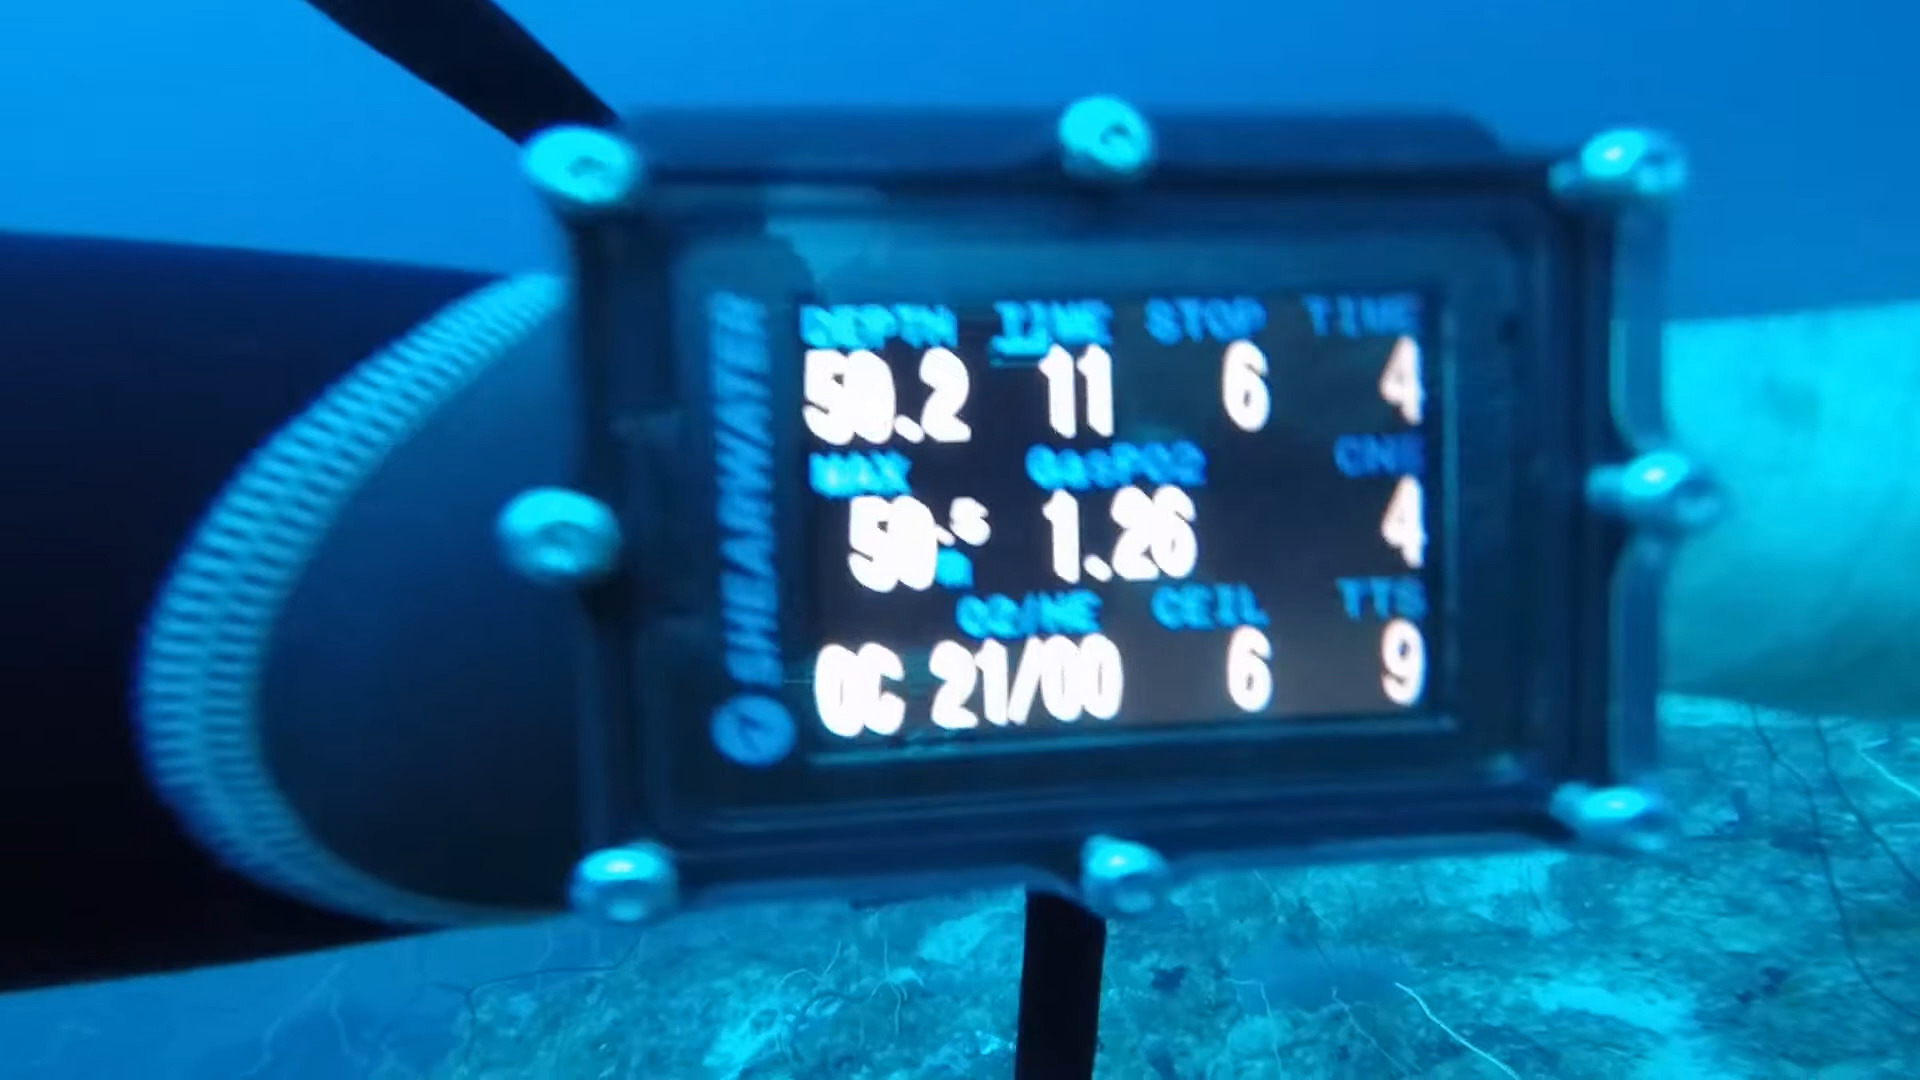 SHEARWATER
DEPTH TIME STOP TIME
50.2 11 6 4
MAX GasPO2 CNS
50.5m 1.26 4
O2/HE CEIL TTS
OC 21/00 6 9